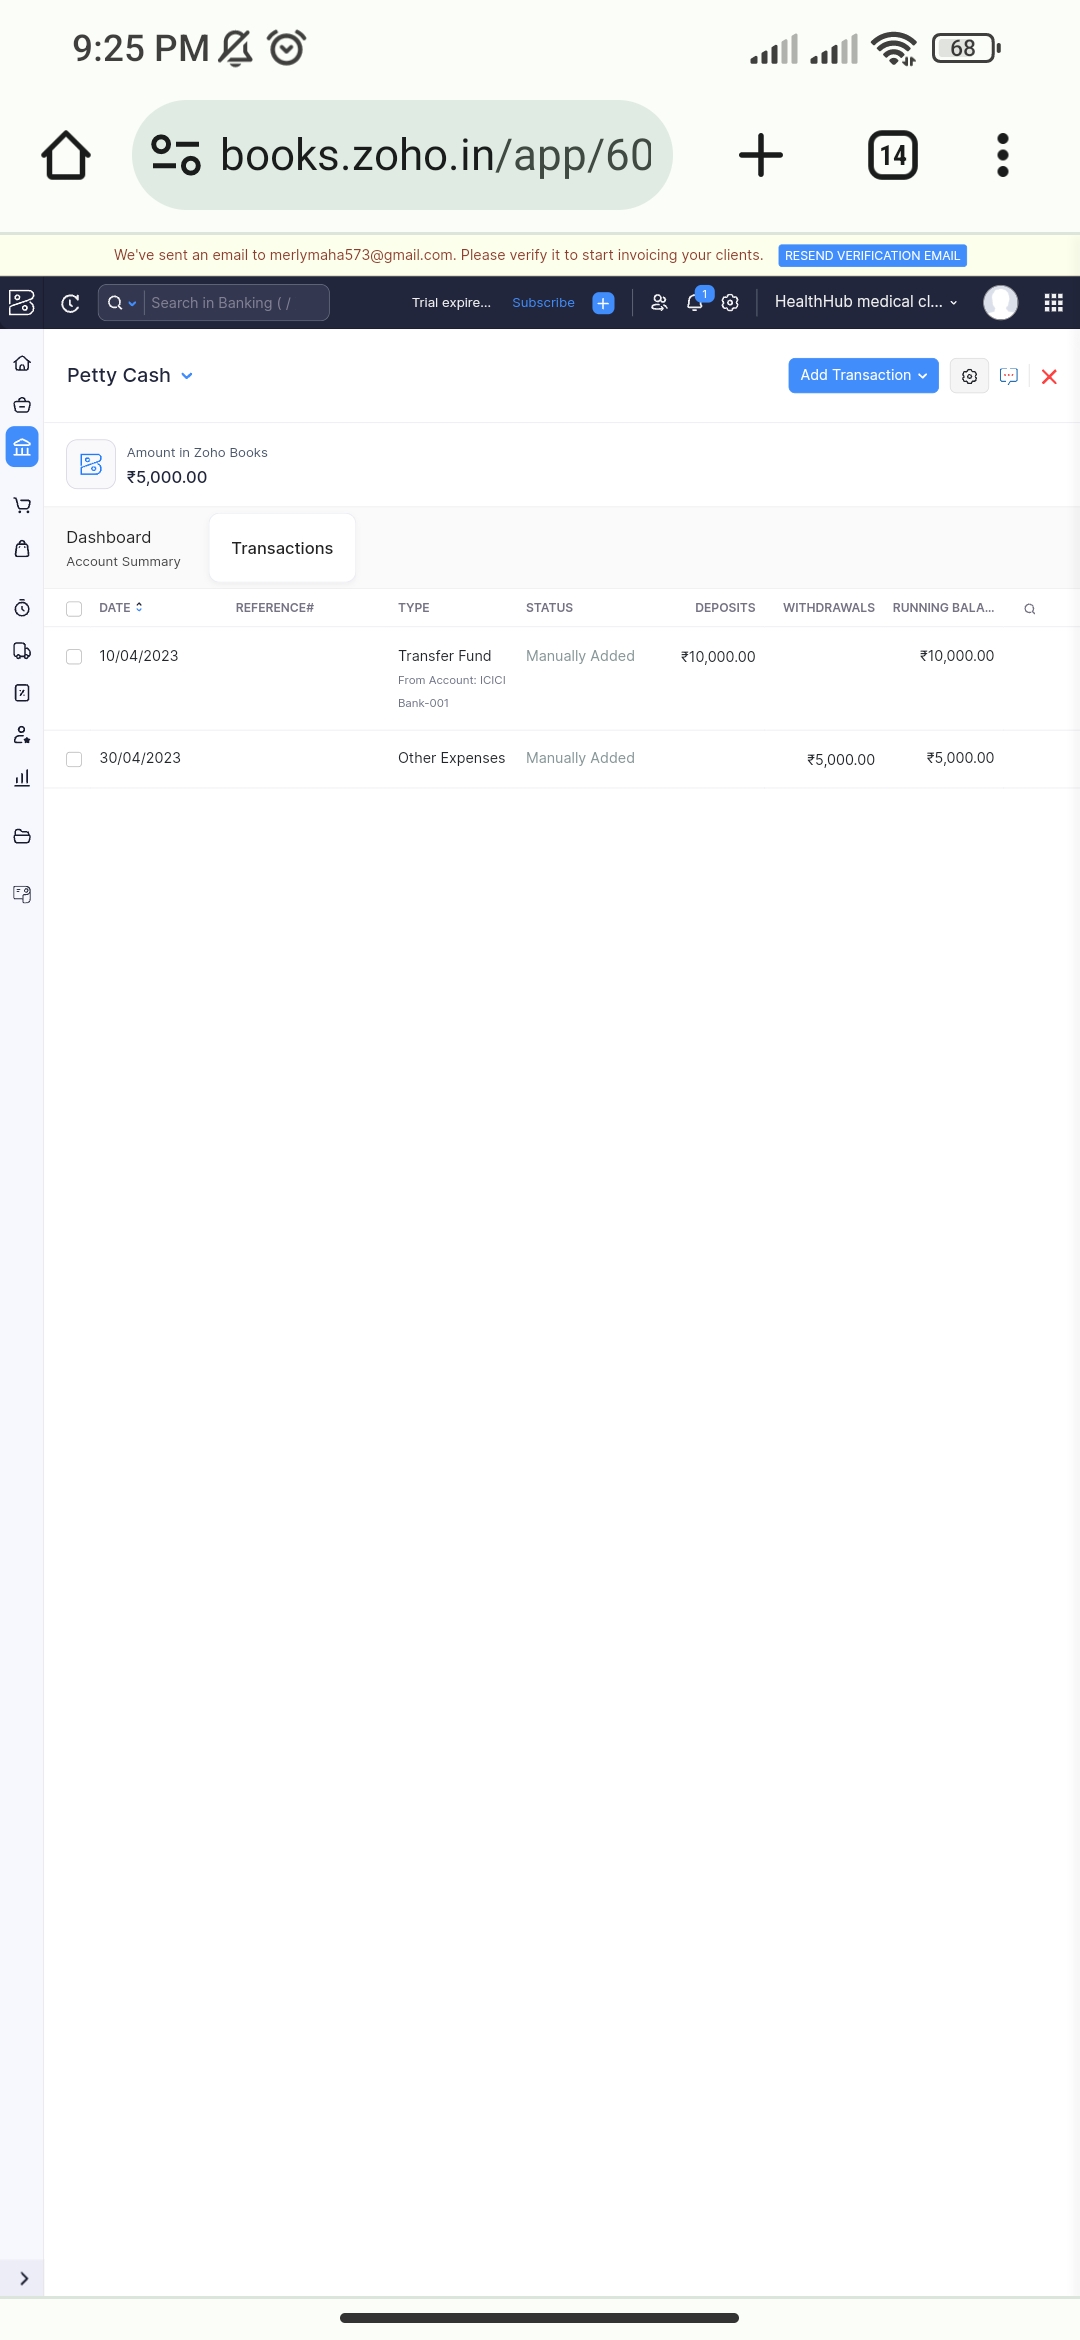 9:25 PM
68
books.zoho.in/app/60
14
We've sent an email to merlymaha573@gmail.com. Please verify it to start invoicing your clients. RESEND VERIFICATION EMAIL
Search in Banking ( /
Trial expire... Subscribe
1
HealthHub medical cl...
Petty Cash
Add Transaction
Amount in Zoho Books
₹5,000.00
Dashboard
Account Summary
Transactions
DATE REFERENCE# TYPE STATUS DEPOSITS WITHDRAWALS RUNNING BALA...
10/04/2023 Transfer Fund Manually Added ₹10,000.00 ₹10,000.00
From Account: ICICI
Bank-001
30/04/2023 Other Expenses Manually Added ₹5,000.00 ₹5,000.00